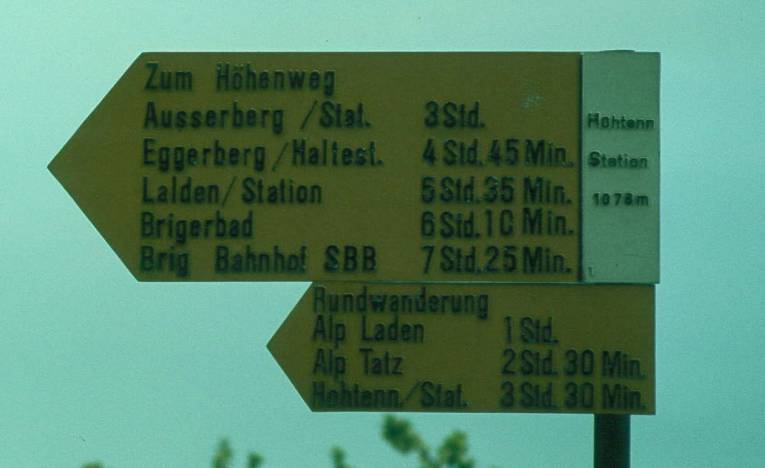 Zum Höhenweg
Ausserberg /Stat. 3 Std.
Eggerberg /Haltest. 4 Std. 45 Min.
Lalden/ Station 5 Std. 35 Min.
Brigerbad 6 Std. 10 Min.
Brig Bahnhof SBB 7 Std. 25 Min.
Hohtenn
Station
1078m
Rundwanderung
Alp Laden 1 Std.
Alp Tatz 2 Std. 30 Min.
Hohtenn./Stat. 3 Std. 30 Min.